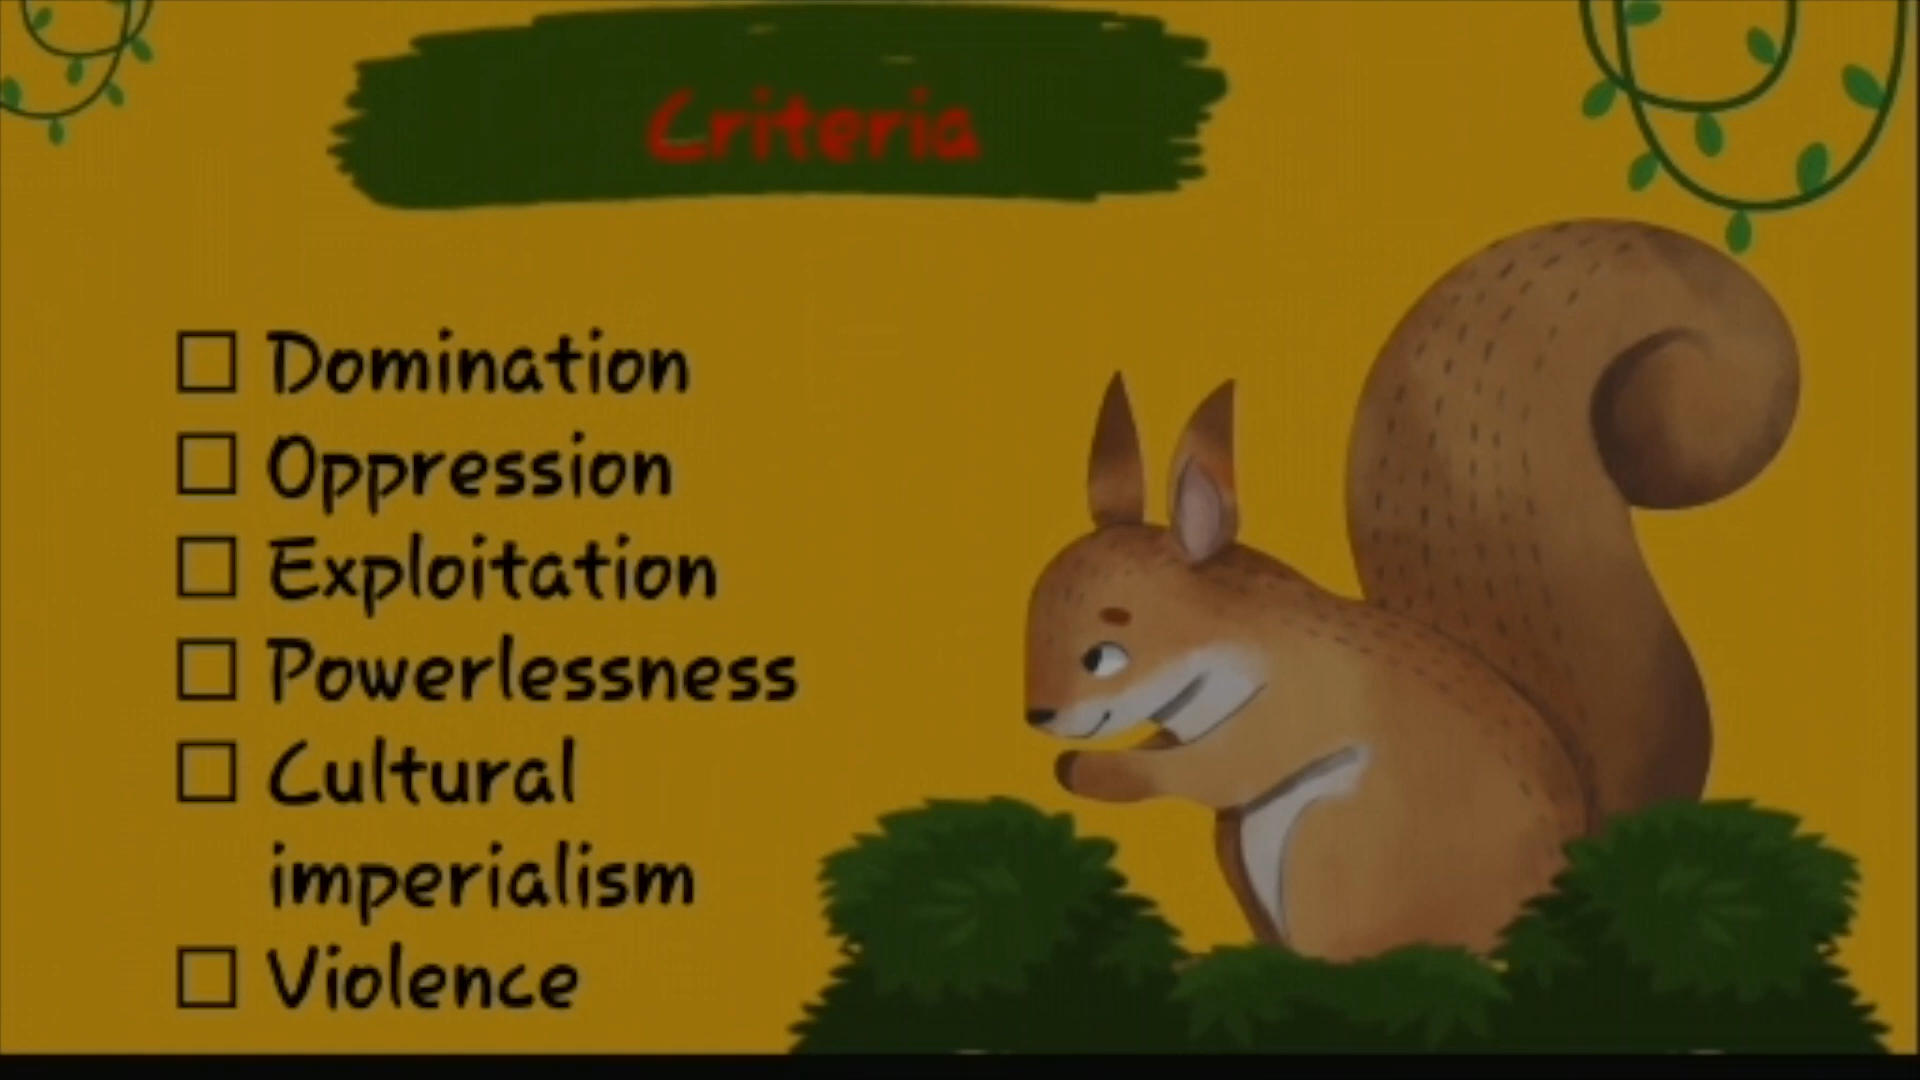 Criteria
☐ Domination
☐ Oppression
☐ Exploitation
☐ Powerlessness
☐ Cultural
imperialism
☐ Violence